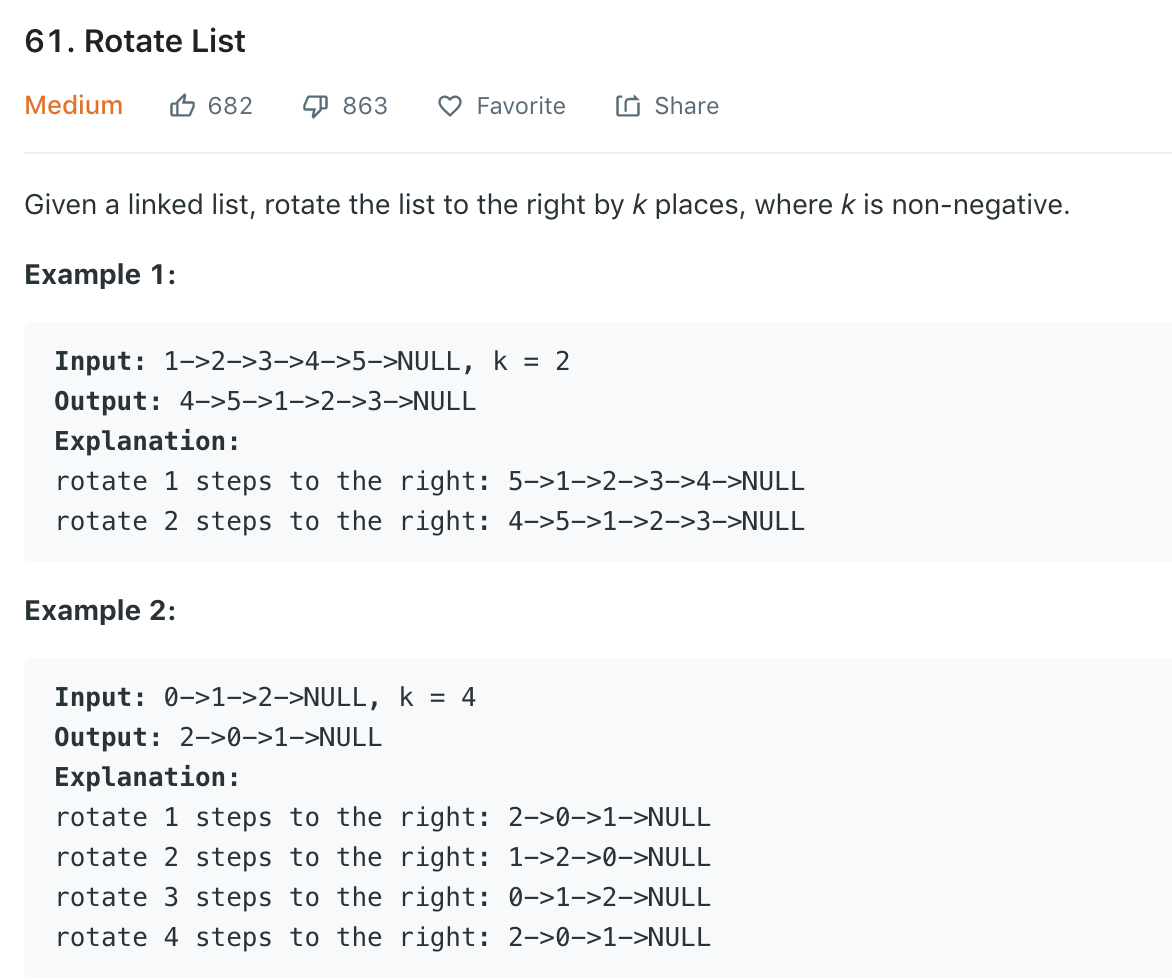 61. Rotate List
Medium 682 863 Favorite Share
Given a linked list, rotate the list to the right by k places, where k is non-negative.
Example 1:
Input: 1->2->3->4->5->NULL, k = 2
Output: 4->5->1->2->3->NULL
Explanation:
rotate 1 steps to the right: 5->1->2->3->4->NULL
rotate 2 steps to the right: 4->5->1->2->3->NULL
Example 2:
Input: 0->1->2->NULL, k = 4
Output: 2->0->1->NULL
Explanation:
rotate 1 steps to the right: 2->0->1->NULL
rotate 2 steps to the right: 1->2->0->NULL
rotate 3 steps to the right: 0->1->2->NULL
rotate 4 steps to the right: 2->0->1->NULL